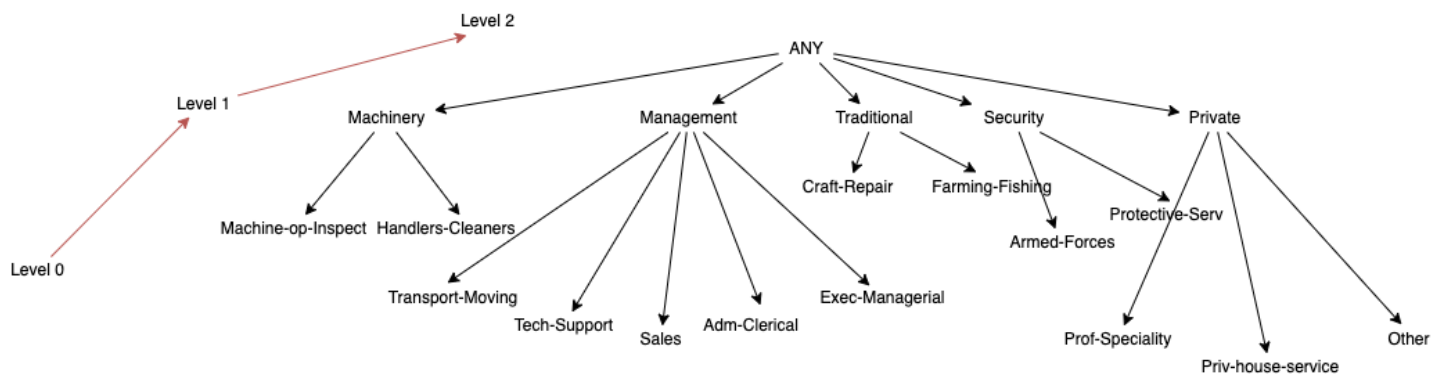 Level 2
ANY
Level 1
Machinery
Management
Traditional
Security
Private
Craft-Repair
Farming-Fishing
Protective-Serv
Machine-op-Inspect
Handlers-Cleaners
Armed-Forces
Level 0
Transport-Moving
Exec-Managerial
Tech-Support
Adm-Clerical
Sales
Prof-Speciality
Other
Priv-house-service